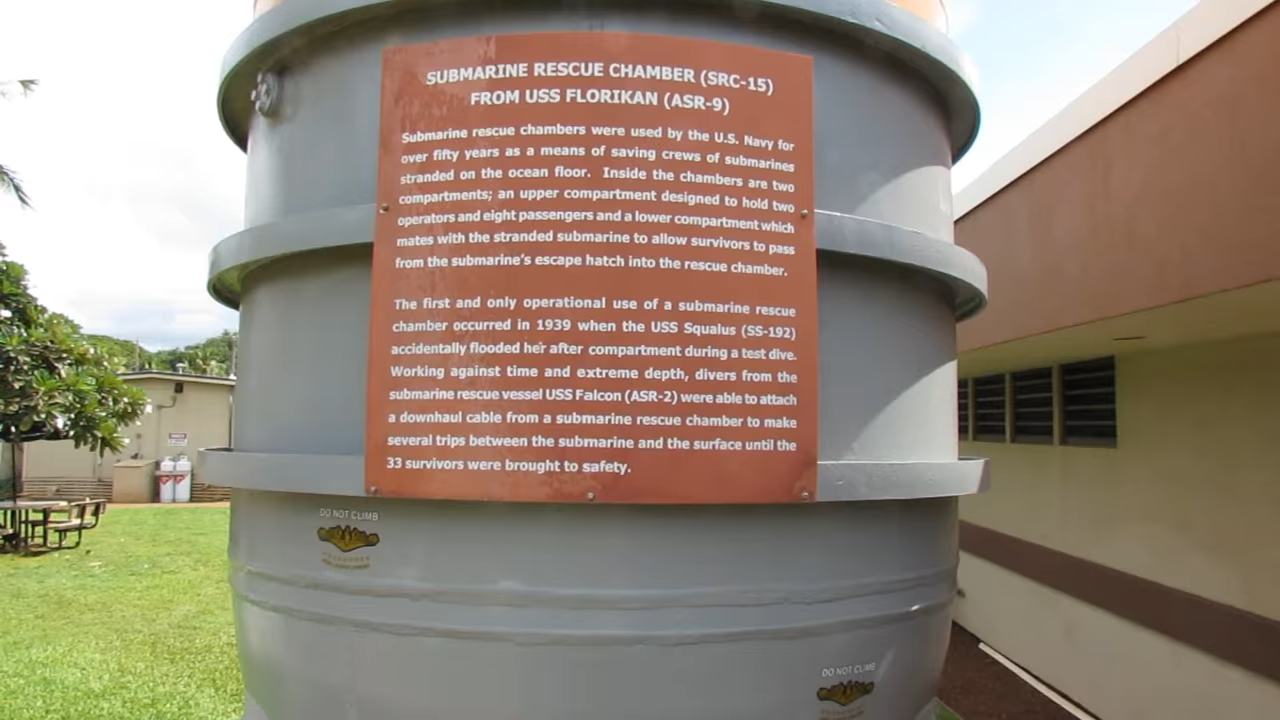 SUBMARINE RESCUE CHAMBER (SRC-15)
FROM USS FLORIKAN (ASR-9)
Submarine rescue chambers were used by the U.S. Navy for
over fifty years as a means of saving crews of submarines
stranded on the ocean floor. Inside the chambers are two
compartments; an upper compartment designed to hold two
operators and eight passengers and a lower compartment which
mates with the stranded submarine to allow survivors to pass
from the submarine's escape hatch into the rescue chamber.
The first and only operational use of a submarine rescue
chamber occurred in 1939 when the USS Squalus (SS-192)
accidentally flooded her after compartment during a test dive.
Working against time and extreme depth, divers from the
submarine rescue vessel USS Falcon (ASR-2) were able to attach
a downhaul cable from a submarine rescue chamber to make
several trips between the submarine and the surface until the
33 survivors were brought to safety.
DO NOT CLIMB
DO NOT CLIMB